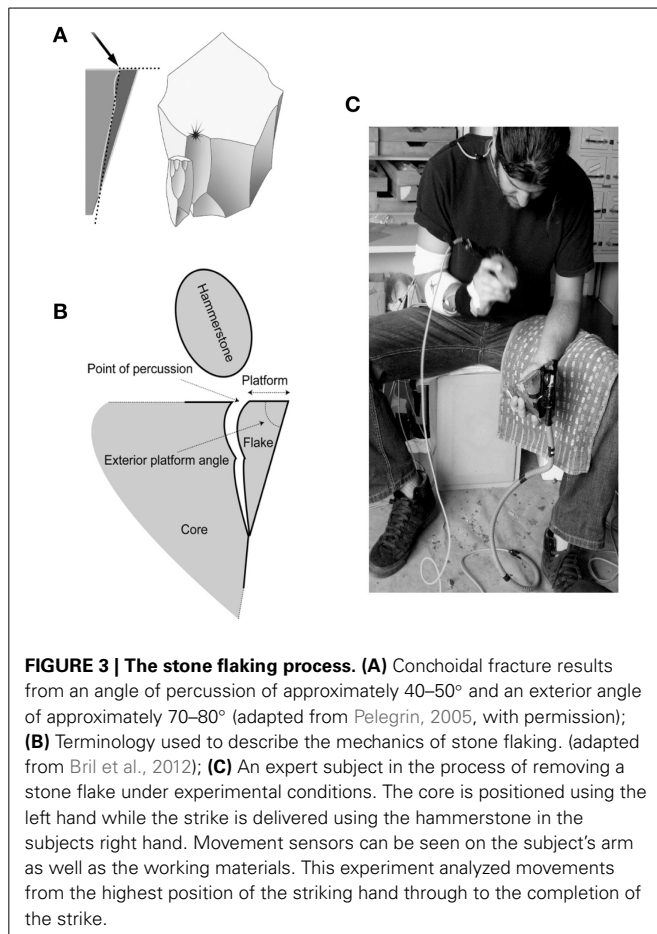 A
C
B
Hammerstone
Point of percussion
Platform
Exterior platform angle
Flake
Core
FIGURE 3 | The stone flaking process. (A) Conchoidal fracture results
from an angle of percussion of approximately 40–50° and an exterior angle
of approximately 70–80° (adapted from Pelegrin, 2005, with permission);
(B) Terminology used to describe the mechanics of stone flaking. (adapted
from Bril et al., 2012); (C) An expert subject in the process of removing a
stone flake under experimental conditions. The core is positioned using the
left hand while the strike is delivered using the hammerstone in the
subjects right hand. Movement sensors can be seen on the subject's arm
as well as the working materials. This experiment analyzed movements
from the highest position of the striking hand through to the completion of
the strike.